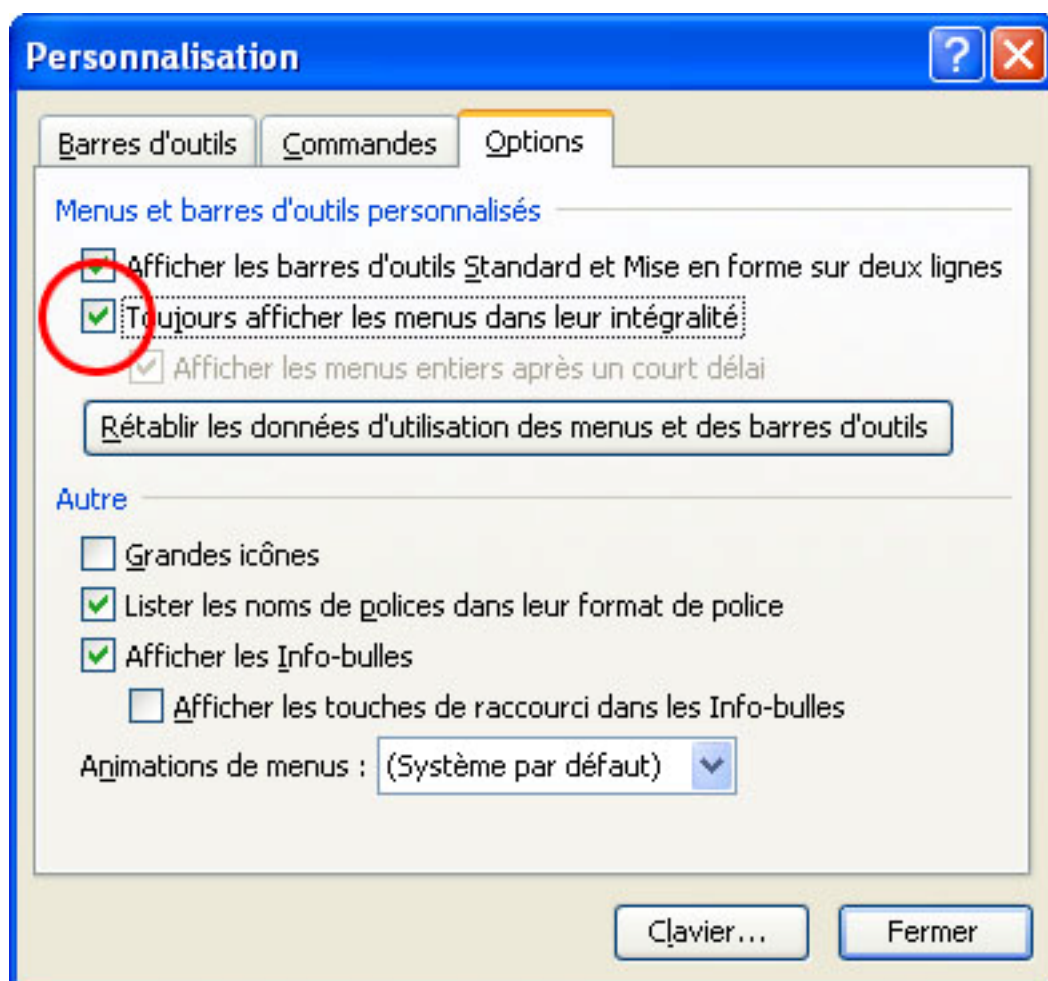 Personnalisation
Barres d'outils
Commandes
Options
Menus et barres d'outils personnalisés
Afficher les barres d'outils Standard et Mise en forme sur deux lignes
Toujours afficher les menus dans leur intégralité
Afficher les menus entiers après un court délai
Rétablir les données d'utilisation des menus et des barres d'outils
Autre
Grandes icônes
Lister les noms de polices dans leur format de police
Afficher les Info-bulles
Afficher les touches de raccourci dans les Info-bulles
Animations de menus : (Système par défaut)
Clavier...
Fermer